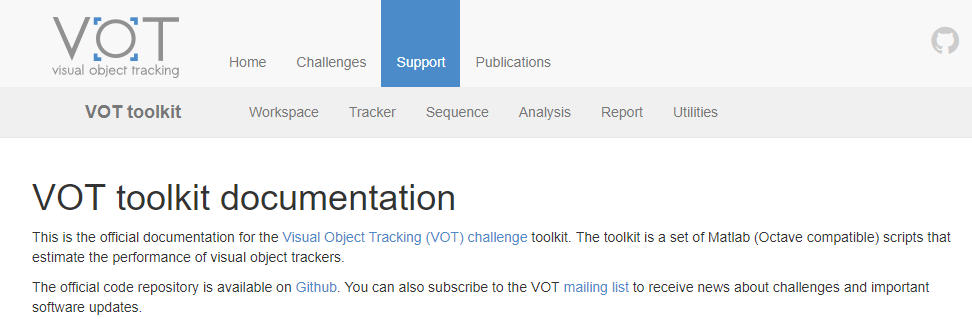 VOT
visual object tracking
Home Challenges Support Publications
VOT toolkit Workspace Tracker Sequence Analysis Report Utilities
VOT toolkit documentation
This is the official documentation for the Visual Object Tracking (VOT) challenge toolkit. The toolkit is a set of Matlab (Octave compatible) scripts that
estimate the performance of visual object trackers.
The official code repository is available on Github. You can also subscribe to the VOT mailing list to receive news about challenges and important
software updates.